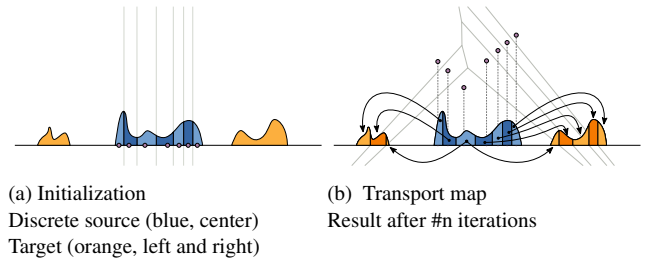 (a) Initialization
Discrete source (blue, center)
Target (orange, left and right)
(b) Transport map
Result after #n iterations